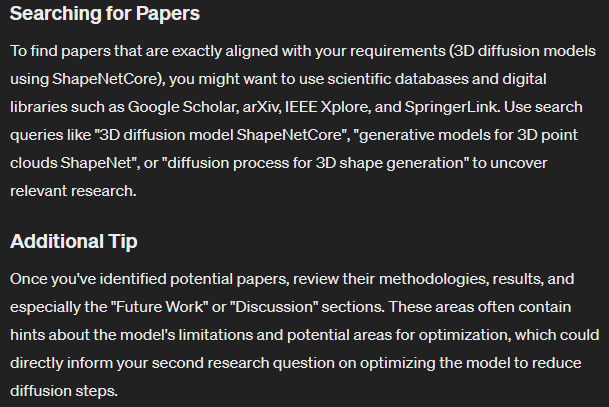 Searching for Papers
To find papers that are exactly aligned with your requirements (3D diffusion models
using ShapeNetCore), you might want to use scientific databases and digital
libraries such as Google Scholar, arXiv, IEEE Xplore, and SpringerLink. Use search
queries like "3D diffusion model ShapeNetCore", "generative models for 3D point
clouds ShapeNet", or "diffusion process for 3D shape generation" to uncover
relevant research.
Additional Tip
Once you've identified potential papers, review their methodologies, results, and
especially the "Future Work" or "Discussion" sections. These areas often contain
hints about the model's limitations and potential areas for optimization, which could
directly inform your second research question on optimizing the model to reduce
diffusion steps.